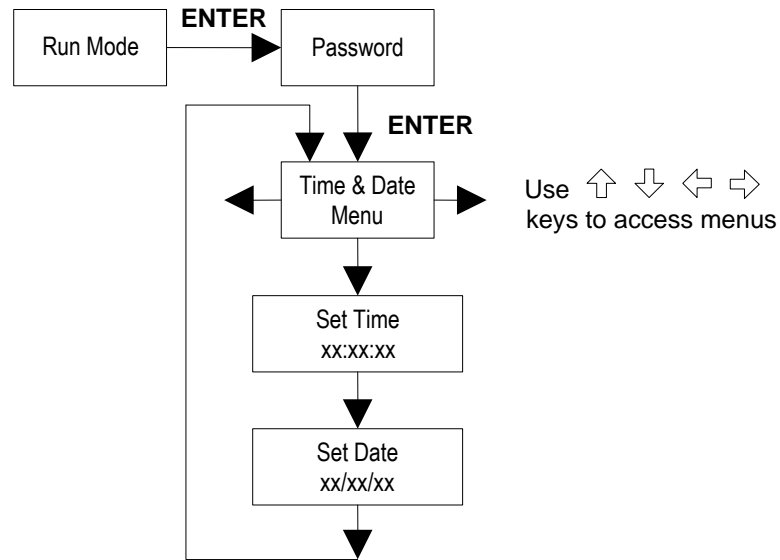 ENTER
Run Mode
Password
ENTER
Time & Date
Menu
Use
keys to access menus
Set Time
xx:xx:xx
Set Date
xx/xx/xx